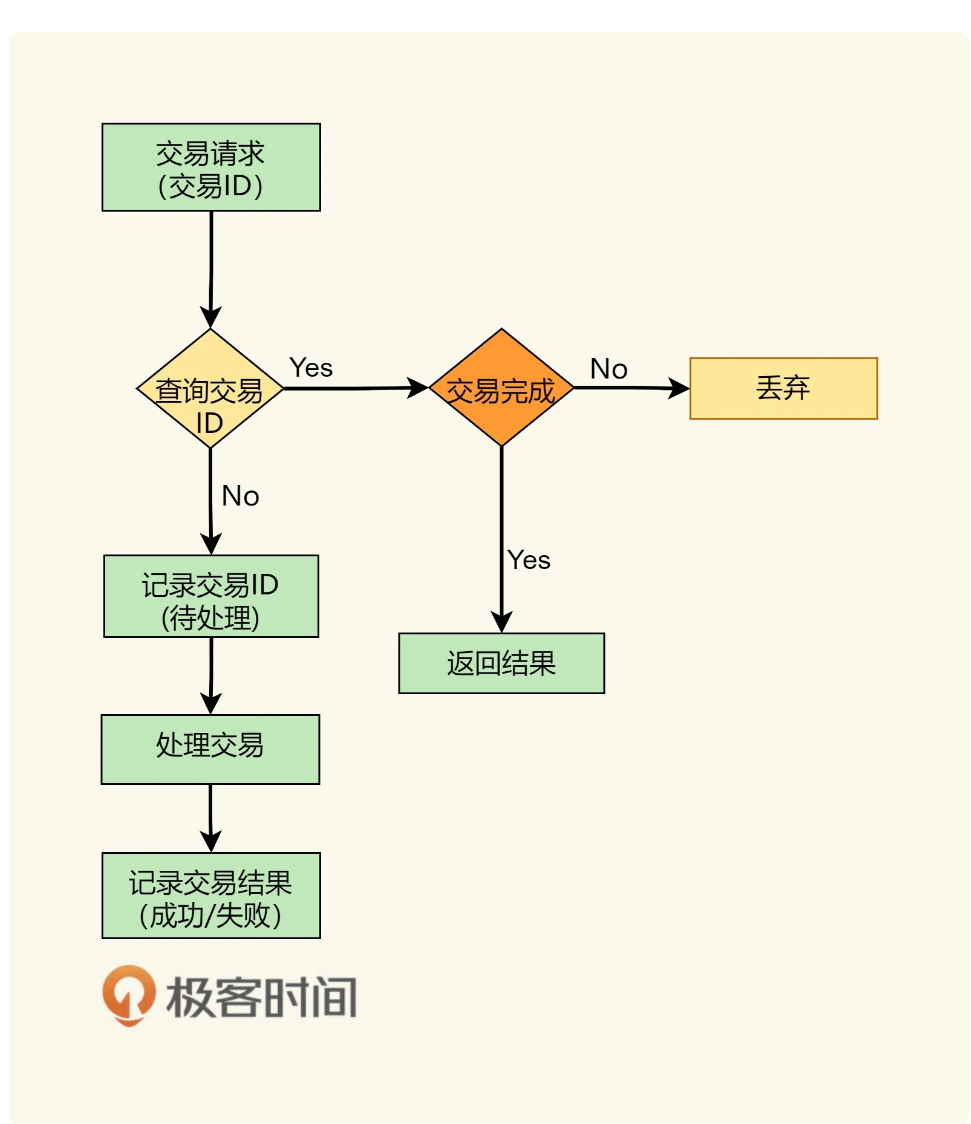 交易请求
（交易ID）
查询交易
ID
Yes
交易完成
No
丢弃
No
Yes
记录交易ID
(待处理)
返回结果
处理交易
记录交易结果
（成功/失败）
极客时间